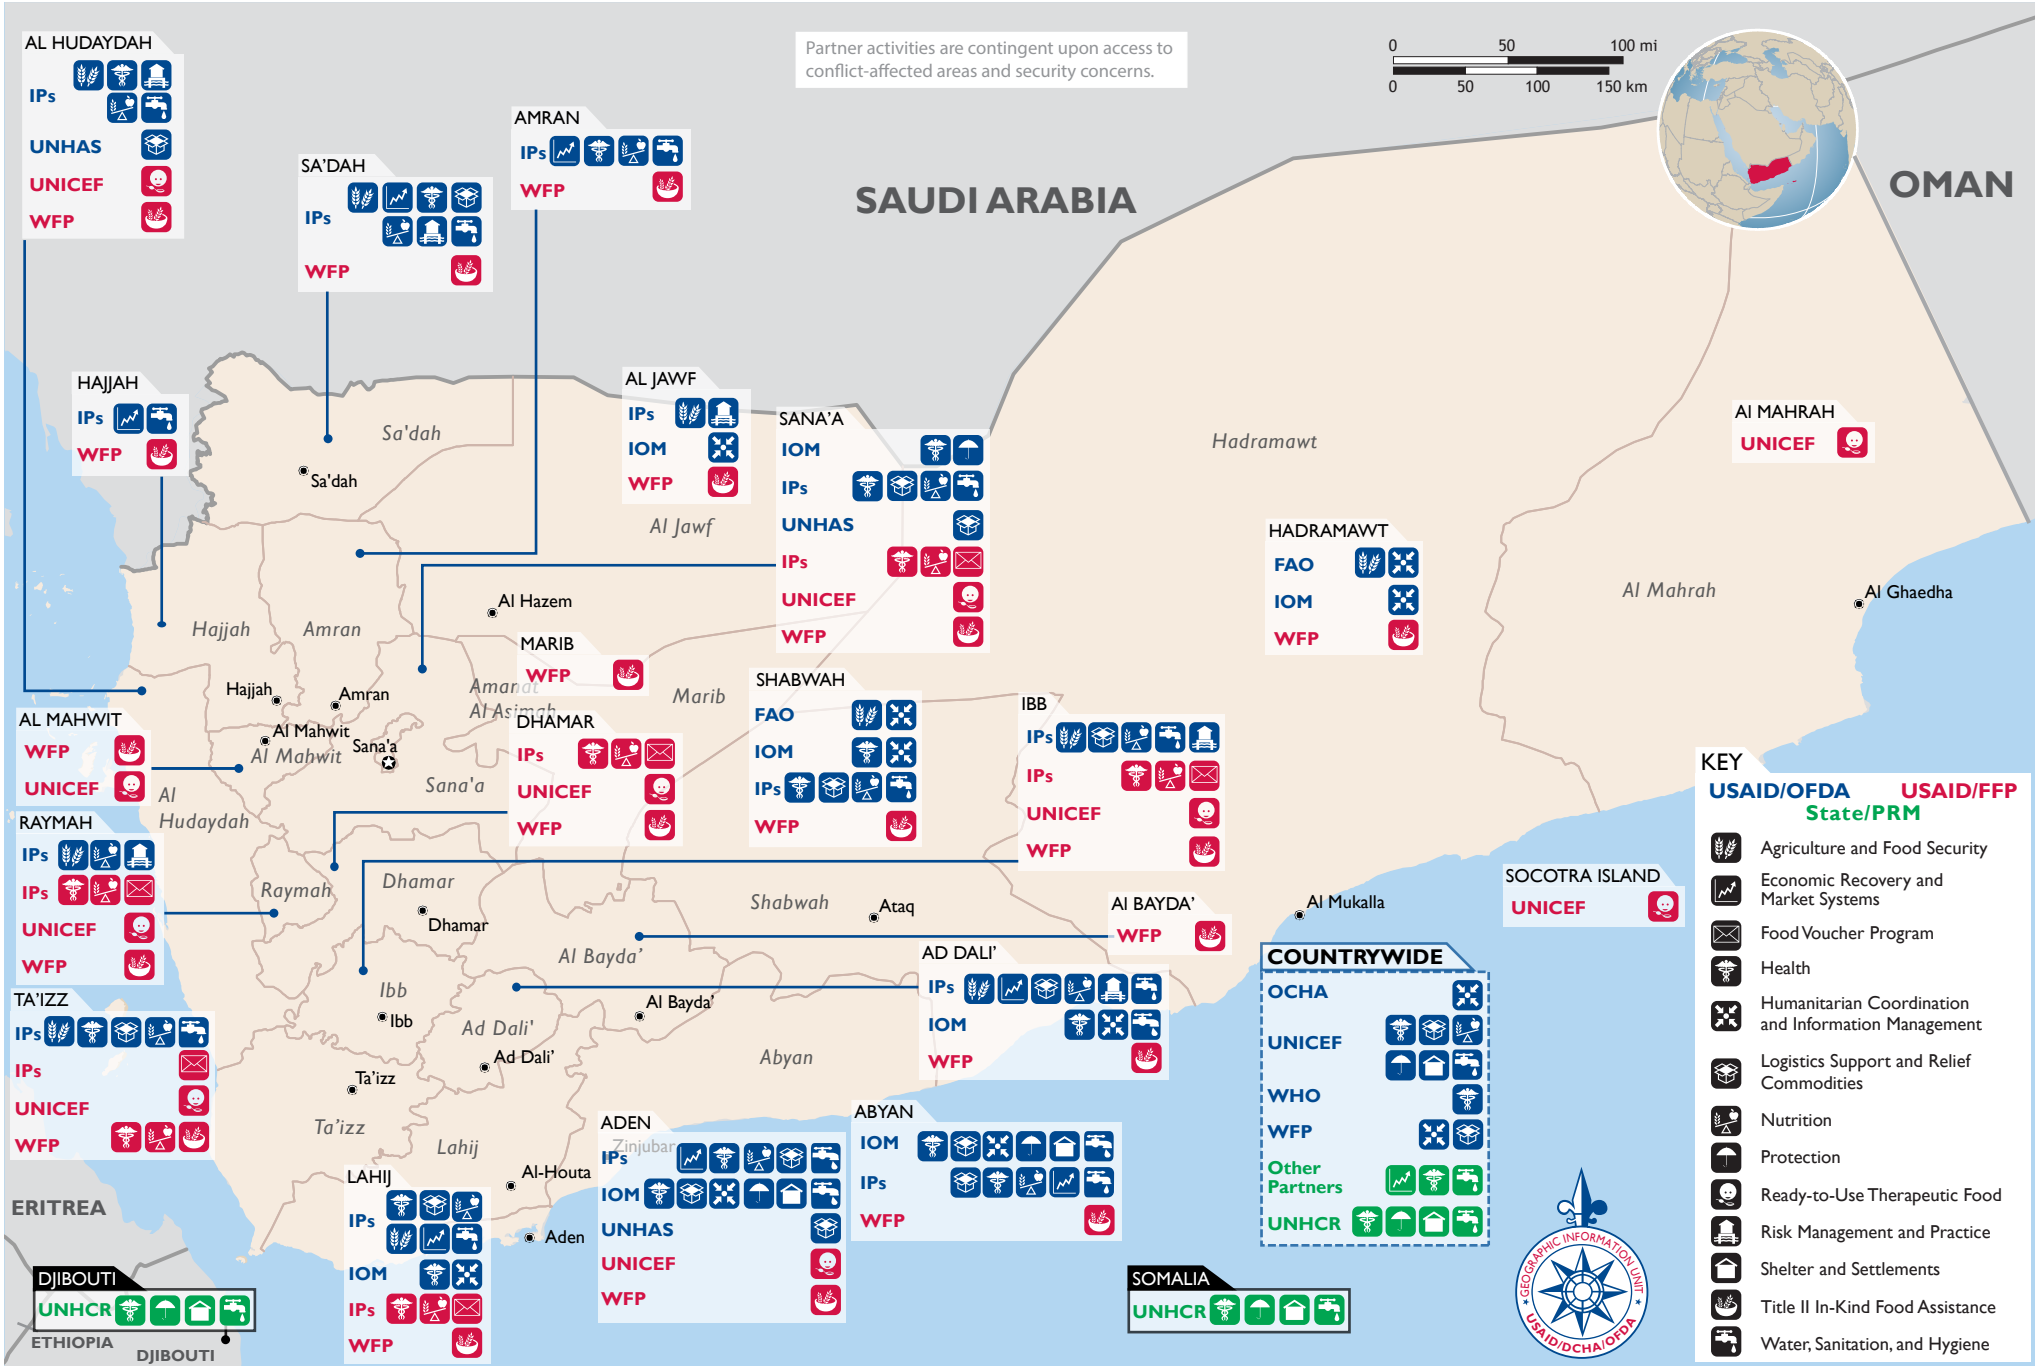 AL HUDAYDAH
IPs
UNHAS
UNICEF
WFP
SA'DAH
IPs
WFP
AMRAN
IPs
WFP
Partner activities are contingent upon access to
conflict-affected areas and security concerns.
0 50 100 mi
0 50 100 150 km
SAUDI ARABIA
OMAN
HAJJAH
IPs
WFP
AL JAWF
IPs
IOM
WFP
SANA'A
IOM
IPs
UNHAS
IPs
UNICEF
WFP
Al MAHRAH
UNICEF
HADRAMAWT
FAO
IOM
WFP
Sa'dah
Sa'dah
Al Jawf
Hadramawt
Al Mahrah
Al Ghaedha
Al Hazem
Hajjah
Amran
MARIB
WFP
Hajjah
Amran
Amanat
Al Asimah
Marib
AL MAHWIT
WFP
UNICEF
Al Mahwit
Al Mahwit
Sana'a
Sana'a
Al
Hudaydah
DHAMAR
IPs
UNICEF
WFP
SHABWAH
FAO
IOM
IPs
WFP
IBB
IPs
IPs
UNICEF
WFP
RAYMAH
IPs
IPs
UNICEF
WFP
Raymah
Dhamar
Dhamar
Shabwah
Ataq
Al Mukalla
Al BAYDA'
WFP
SOCOTRA ISLAND
UNICEF
Al Bayda'
Al Bayda'
AD DALI'
IPs
IOM
WFP
Ibb
Ibb
Ad Dali'
Ad Dali'
Abyan
TA'IZZ
IPs
IPs
UNICEF
WFP
Ta'izz
Ta'izz
Lahij
Al-Houta
Aden
Zinjubar
LAHIJ
IPs
IOM
IPs
WFP
ADEN
IPs
IOM
UNHAS
UNICEF
WFP
ABYAN
IOM
IPs
WFP
COUNTRYWIDE
OCHA
UNICEF
WHO
WFP
Other
Partners
UNHCR
ERITREA
DJIBOUTI
UNHCR
ETHIOPIA
DJIBOUTI
SOMALIA
UNHCR
GEOGRAPHIC INFORMATION UNIT
USAID/DCHA/OFDA
KEY
USAID/OFDA USAID/FFP
State/PRM
Agriculture and Food Security
Economic Recovery and
Market Systems
Food Voucher Program
Health
Humanitarian Coordination
and Information Management
Logistics Support and Relief
Commodities
Nutrition
Protection
Ready-to-Use Therapeutic Food
Risk Management and Practice
Shelter and Settlements
Title II In-Kind Food Assistance
Water, Sanitation, and Hygiene